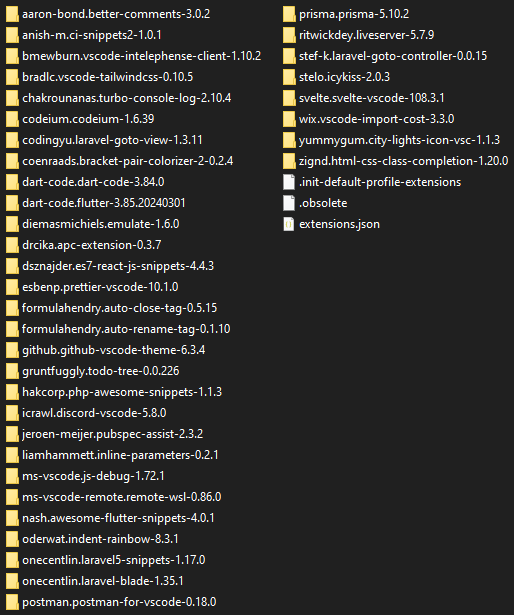 aaron-bond.better-comments-3.0.2
anish-m.ci-snippets2-1.0.1
bmewburn.vscode-intelephense-client-1.10.2
bradlc.vscode-tailwindcss-0.10.5
chakrounanas.turbo-console-log-2.10.4
codeium.codeium-1.6.39
codingyu.laravel-goto-view-1.3.11
coenraads.bracket-pair-colorizer-2-0.2.4
dart-code.dart-code-3.84.0
dart-code.flutter-3.85.20240301
diemasmichiels.emulate-1.6.0
drcika.apc-extension-0.3.7
dsznajder.es7-react-js-snippets-4.4.3
esbenp.prettier-vscode-10.1.0
formulahendry.auto-close-tag-0.5.15
formulahendry.auto-rename-tag-0.1.10
github.github-vscode-theme-6.3.4
gruntfuggly.todo-tree-0.0.226
hakcorp.php-awesome-snippets-1.1.3
icrawl.discord-vscode-5.8.0
jeroen-meijer.pubspec-assist-2.3.2
liamhammett.inline-parameters-0.2.1
ms-vscode.js-debug-1.72.1
ms-vscode-remote.remote-wsl-0.86.0
nash.awesome-flutter-snippets-4.0.1
oderwat.indent-rainbow-8.3.1
onecentlin.laravel5-snippets-1.17.0
onecentlin.laravel-blade-1.35.1
postman.postman-for-vscode-0.18.0
prisma.prisma-5.10.2
ritwickdey.liveserver-5.7.9
stef-k.laravel-goto-controller-0.0.15
stelo.icykiss-2.0.3
svelte.svelte-vscode-108.3.1
wix.vscode-import-cost-3.3.0
yummygum.city-lights-icon-vsc-1.1.3
zignd.html-css-class-completion-1.20.0
.init-default-profile-extensions
.obsolete
extensions.json